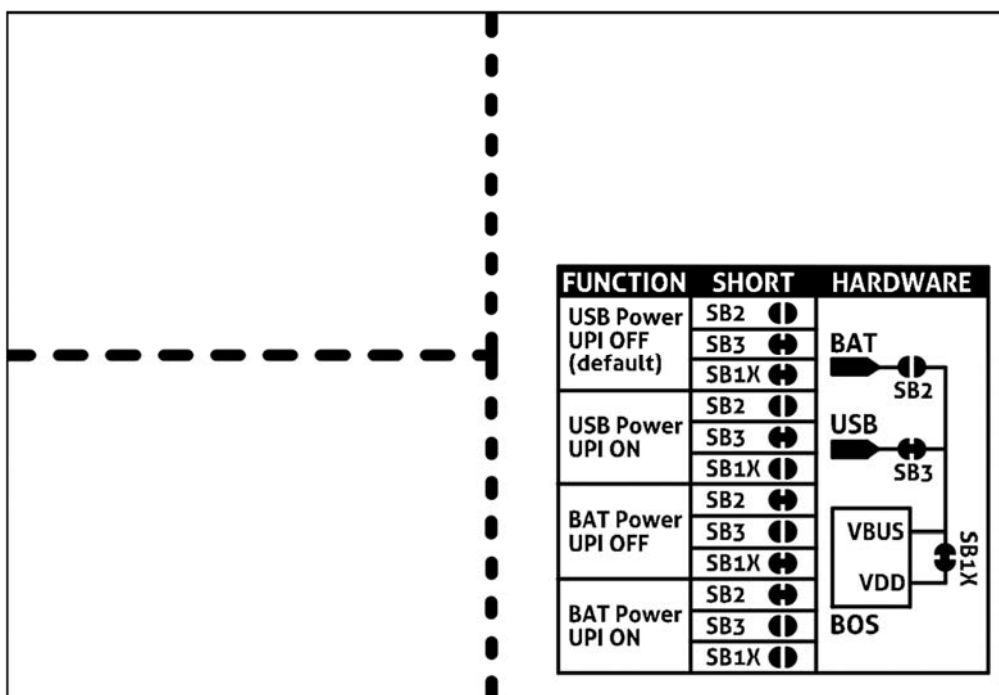 FUNCTION SHORT HARDWARE
USB Power
UPI OFF
(default)
SB2
SB3
SB1X
USB Power
UPI ON
SB2
SB3
SB1X
BAT Power
UPI OFF
SB2
SB3
SB1X
BAT Power
UPI ON
SB2
SB3
SB1X
BAT
SB2
USB
SB3
VBUS
VDD
SB1X
BOS